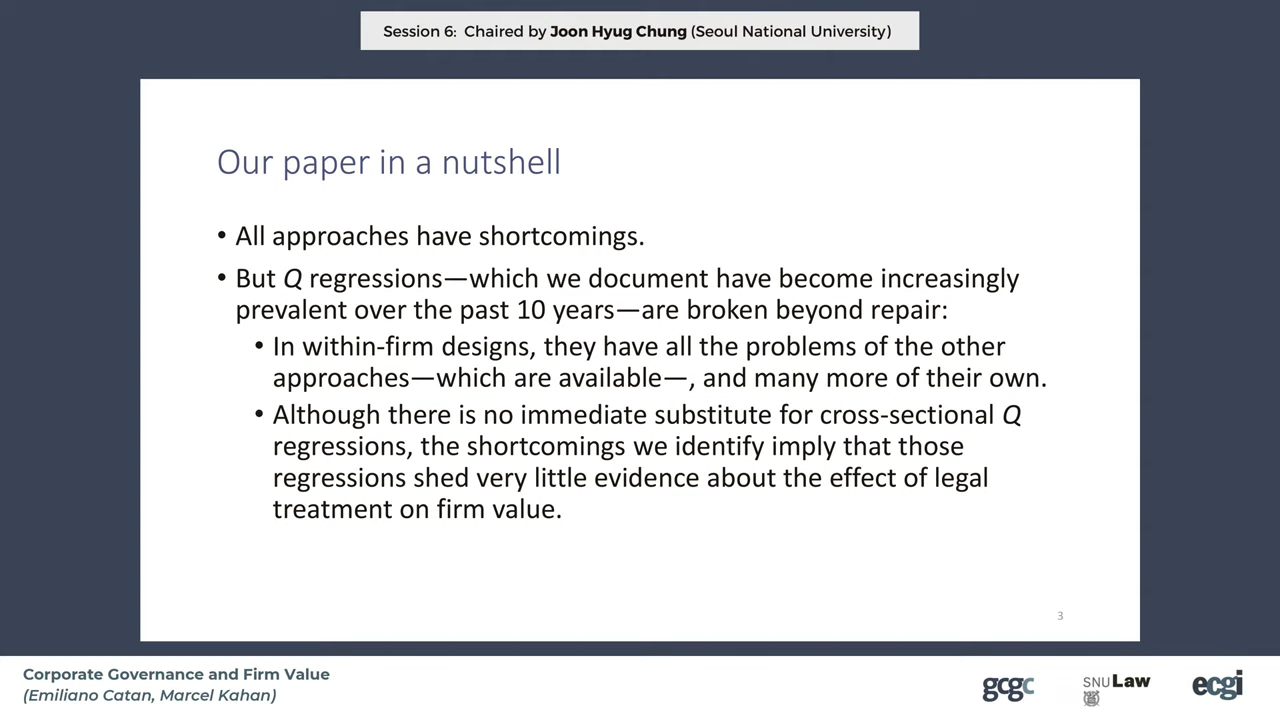 Session 6: Chaired by Joon Hyug Chung (Seoul National University)
Our paper in a nutshell
• All approaches have shortcomings.
• But Q regressions—which we document have become increasingly
prevalent over the past 10 years—are broken beyond repair:
• In within-firm designs, they have all the problems of the other
approaches—which are available—, and many more of their own.
• Although there is no immediate substitute for cross-sectional Q
regressions, the shortcomings we identify imply that those
regressions shed very little evidence about the effect of legal
treatment on firm value.
3
Corporate Governance and Firm Value
(Emiliano Catan, Marcel Kahan)
gcgc
SNU Law
ecgi